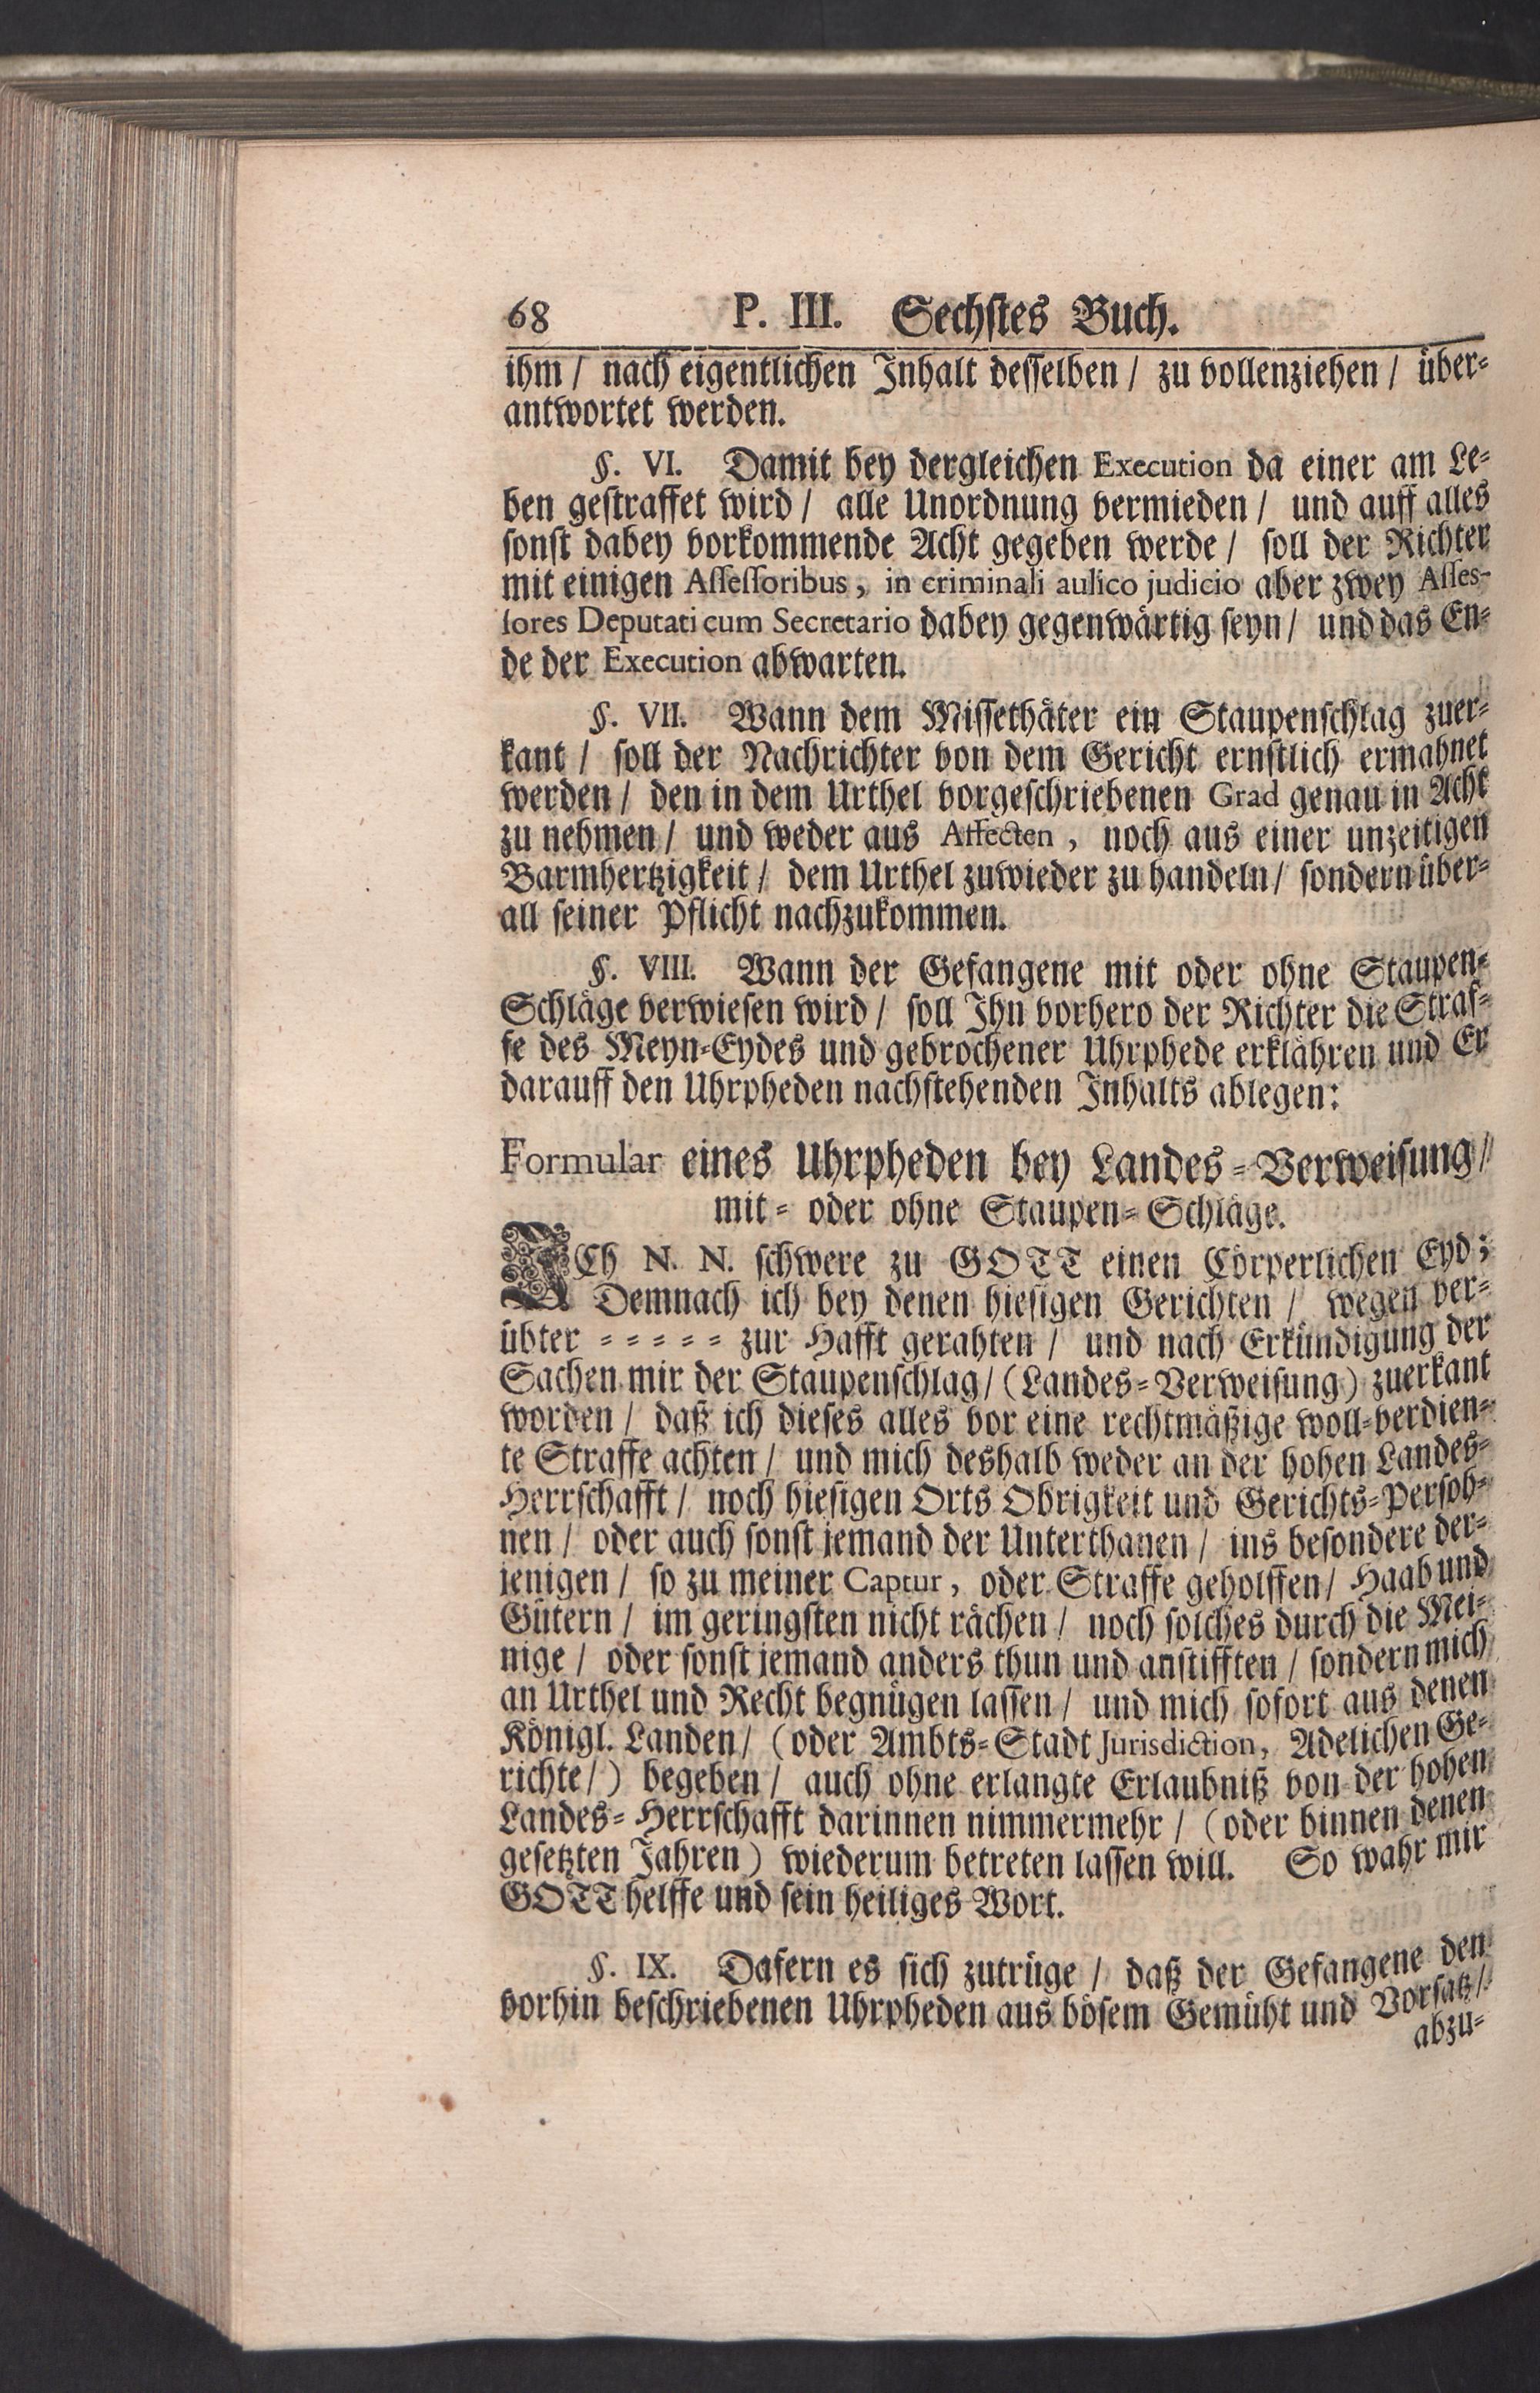 68 P. III. Sechstes Buch.
ihm / nach eigentlichen Inhalt desselben / zu vollenziehen / über-
antwortet werden.
§. VI. Damit bey dergleichen Execution da einer am Le-
ben gestraffet wird / alle Unordnung vermieden / und auff alles
sonst dabey vorkommende Acht gegeben werde / soll der Richter
mit einigen Assessoribus, in criminali aulico judicio aber zwey Asses-
sores Deputati cum Secretario dabey gegenwärtig seyn / und das En-
de der Execution abwarten.
§. VII. Wann dem Missethäter ein Staupenschlag zuer-
kant / soll der Nachrichter von dem Gericht ernstlich ermahnet
werden / den in dem Urthel vorgeschriebenen Grad genau in Acht
zu nehmen / und weder aus Affecten, noch aus einer unzeitigen
Barmhertzigkeit / dem Urthel zuwieder zu handeln / sondern über-
all seiner Pflicht nachzukommen.
§. VIII. Wann der Gefangene mit oder ohne Staupen-
Schläge verwiesen wird / soll Ihn vorhero der Richter die Straf-
fe des Meyn-Eydes und gebrochener Uhrphede erklähren und Er
darauff den Uhrpheden nachstehenden Inhalts ablegen:
Formular eines Uhrpheden bey Landes-Verweisung /
mit- oder ohne Staupen-Schläge.
ICh N. N. schwere zu GOTT einen Cörperlichen Eyd;
Demnach ich bey denen hiesigen Gerichten / wegen ver-
übter - - - - - zur Hafft gerahten / und nach Erkündigung der
Sachen mir der Staupenschlag / (Landes-Verweisung) zuerkant
worden / daß ich dieses alles vor eine rechtmäßige woll-verdien-
te Straffe achten / und mich deshalb weder an der hohen Landes-
Herrschafft / noch hiesigen Orts Obrigkeit und Gerichts-Persoh-
nen / oder auch sonst jemand der Unterthanen / ins besondere der-
jenigen / so zu meiner Captur, oder Straffe geholffen / Haab und
Gütern / im geringsten nicht rächen / noch solches durch die Mei-
nige / oder sonst jemand anders thun und anstifften / sondern mich
an Urthel und Recht begnügen lassen / und mich sofort aus denen
Königl. Landen / (oder Ambts-Stadt Jurisdiction, Adelichen Ge-
richte /) begeben / auch ohne erlangte Erlaubniß von der hohen
Landes-Herrschafft darinnen nimmermehr / (oder binnen denen
gesetzten Jahren) wiederum betreten lassen will. So wahr mir
GOTT helffe und sein heiliges Wort.
§. IX. Dafern es sich zutrüge / daß der Gefangene den
vorhin beschriebenen Uhrpheden aus bösem Gemüht und Vorsatz /
abzu-